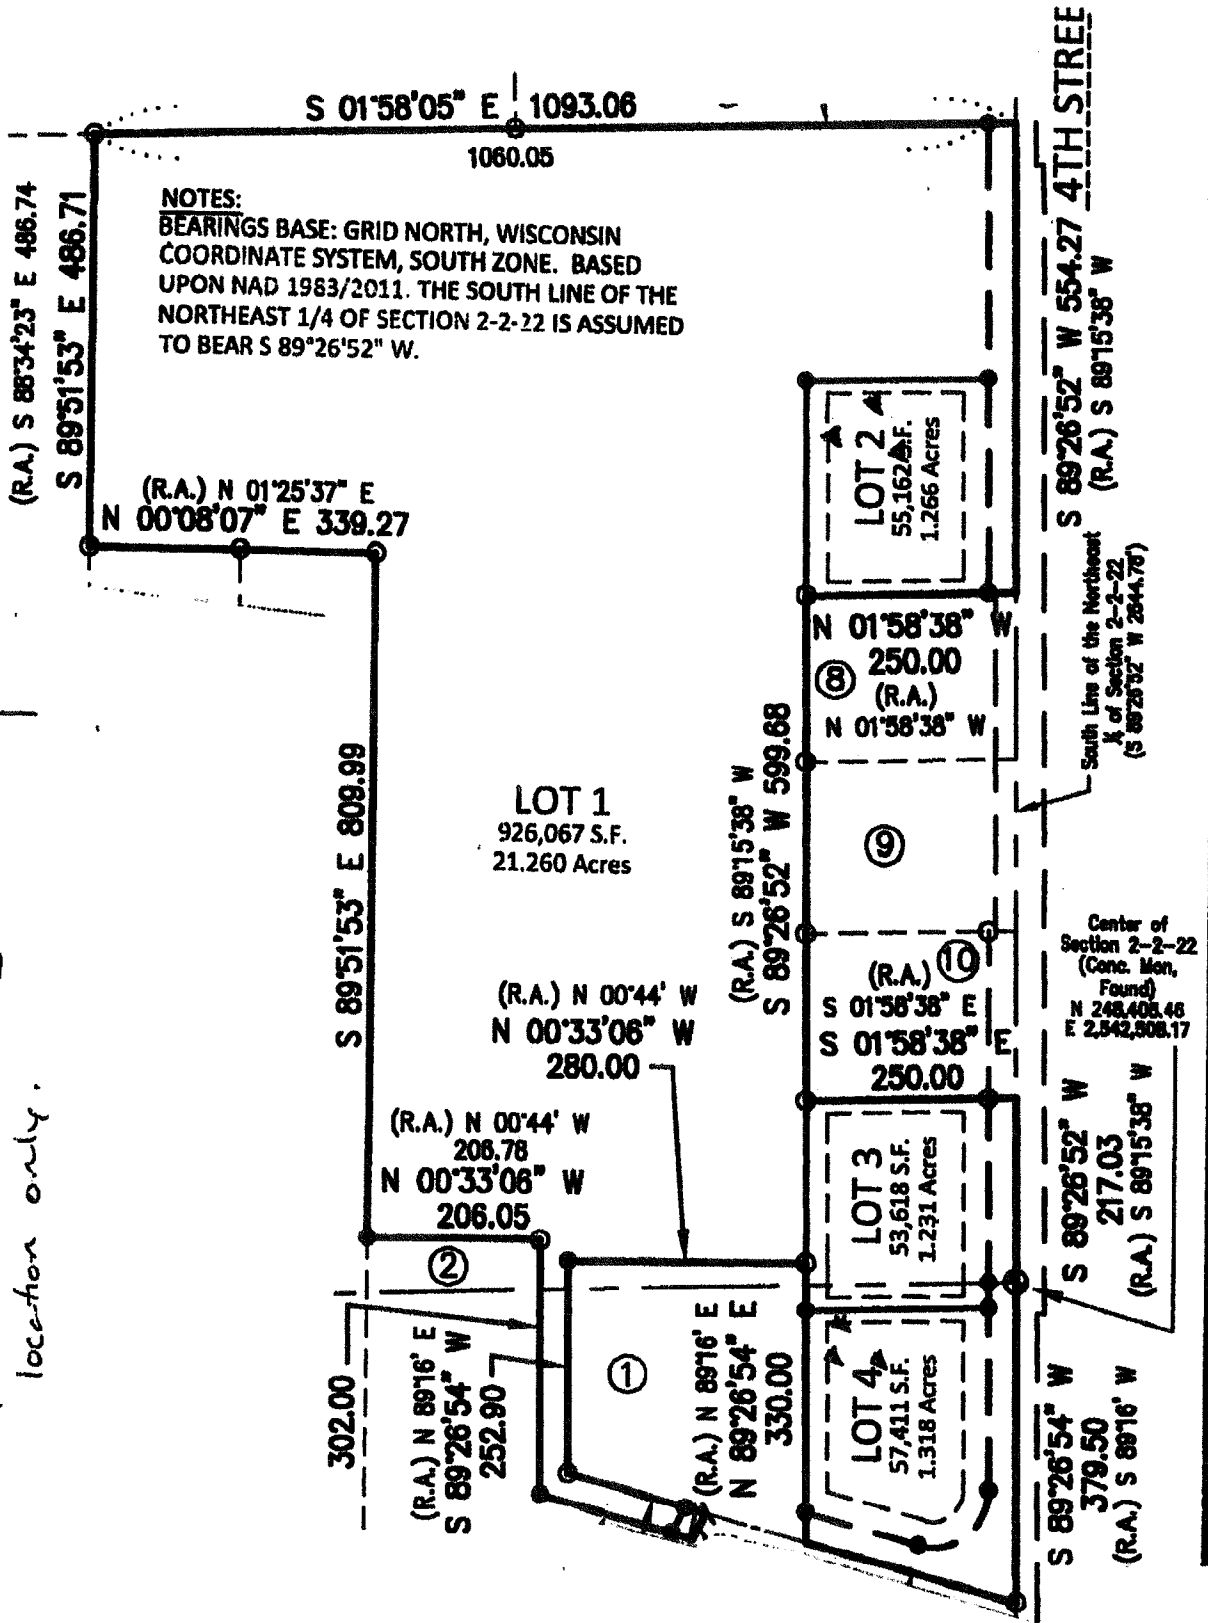 S 01°58'05" E 1093.06
1060.05
4TH STREE
(R.A.) S 88°34'23" E 486.74
S 89°51'53" E 486.71
NOTES:
BEARINGS BASE: GRID NORTH, WISCONSIN
COORDINATE SYSTEM, SOUTH ZONE. BASED
UPON NAD 1983/2011. THE SOUTH LINE OF THE
NORTHEAST 1/4 OF SECTION 2-2-22 IS ASSUMED
TO BEAR S 89°26'52" W.
(R.A.) N 01°25'37" E
N 00°08'07" E 339.27
S 89°26'52" W 554.27
(R.A.) S 89°15'38" W
LOT 2
55,162 S.F.
1.266 Acres
N 01°58'38" W
250.00
(R.A.)
N 01°58'38" W
8
South Line of the Northeast
¼ of Section 2-2-22
(S 89°26'52" W 2644.78')
S 89°51'53" E 809.99
LOT 1
926,067 S.F.
21.260 Acres
(R.A.) S 89°15'38" W
S 89°26'52" W 599.68
9
Center of
Section 2-2-22
(Conc. Mon.
Found)
N 248,408.46
(R.A.) 10
S 01°58'38" E
S 01°58'38" E
250.00
(R.A.) N 00°44' W
N 00°33'06" W
280.00
(R.A.) N 00°44' W
206.78
N 00°33'06" W
206.05
location only.
LOT 3
53,618 S.F.
1.231 Acres
S 89°26'52" W
217.03
(R.A.) S 89°15'38" W
2
302.00
(R.A.) N 89°16' E
S 89°26'54" W
252.90
1
(R.A.) N 89°16' E
N 89°26'54" E
330.00
LOT 4
57,411 S.F.
1.318 Acres
S 89°26'54" W
379.50
(R.A.) S 89°16' W